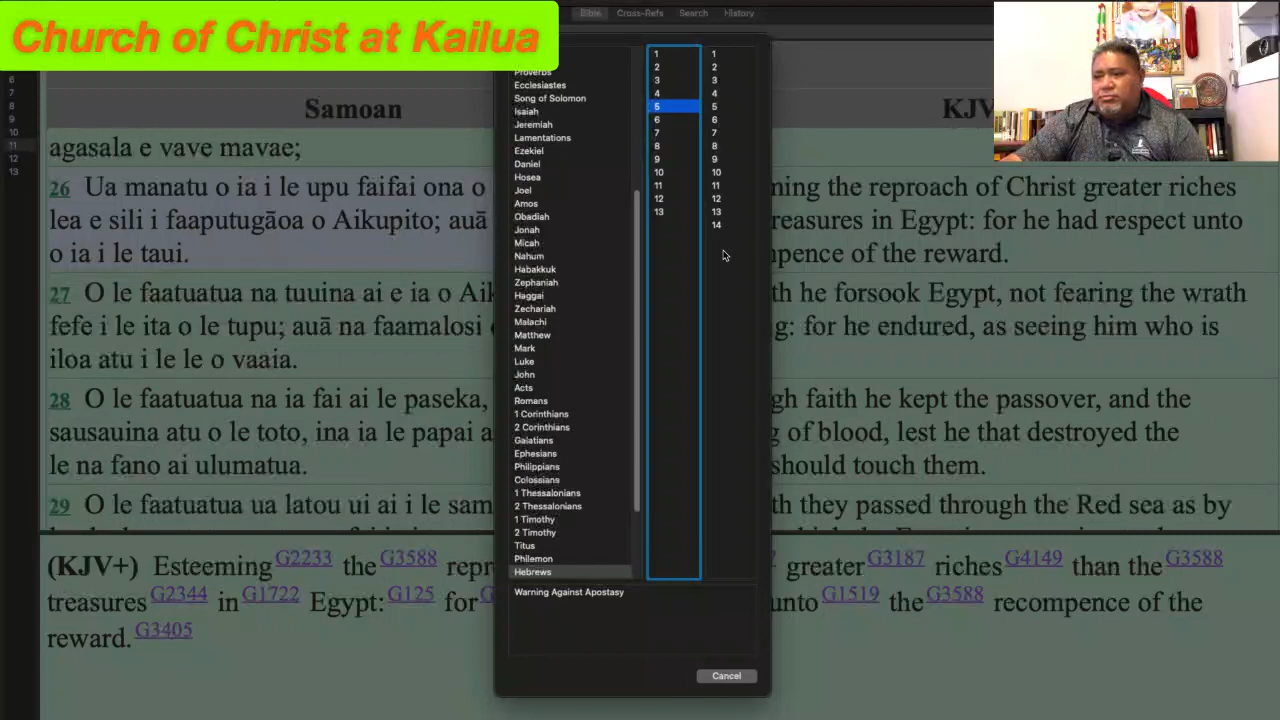 Church of Christ at Kailua
Bible Cross-Refs Search History
6
7
8
9
10
11
12
13
Samoan
KJV
agasala e vave mavae;
26 Ua manatu o ia i le upu faifai ona o
lea e sili i faaputugāoa o Aikupito; auā
o ia i le taui.
27 O le faatuatua na tuuina ai e ia o Aik
fefe i le ita o le tupu; auā na faamalosi
iloa atu i le le o vaaia.
28 O le faatuatua na ia fai ai le paseka,
sausauina atu o le toto, ina ia le papai a
le na fano ai ulumatua.
29 O le faatuatua ua latou ui ai i le sam
Proverbs
Ecclesiastes
Song of Solomon
Isaiah
Jeremiah
Lamentations
Ezekiel
Daniel
Hosea
Joel
Amos
Obadiah
Jonah
Micah
Nahum
Habakkuk
Zephaniah
Haggai
Zechariah
Malachi
Matthew
Mark
Luke
John
Acts
Romans
1 Corinthians
2 Corinthians
Galatians
Ephesians
Philippians
Colossians
1 Thessalonians
2 Thessalonians
1 Timothy
2 Timothy
Titus
Philemon
Hebrews
1
2
3
4
5
6
7
8
9
10
11
12
13
1
2
3
4
5
6
7
8
9
10
11
12
13
14
Warning Against Apostasy
Cancel
ning the reproach of Christ greater riches
reasures in Egypt: for he had respect unto
pence of the reward.
th he forsook Egypt, not fearing the wrath
g: for he endured, as seeing him who is
gh faith he kept the passover, and the
g of blood, lest he that destroyed the
should touch them.
th they passed through the Red sea as by
(KJV+) Esteeming G2233 the G3588 repr greater G3187 riches G4149 than the G3588
treasures G2344 in G1722 Egypt: G125 for unto G1519 the G3588 recompence of the
reward. G3405